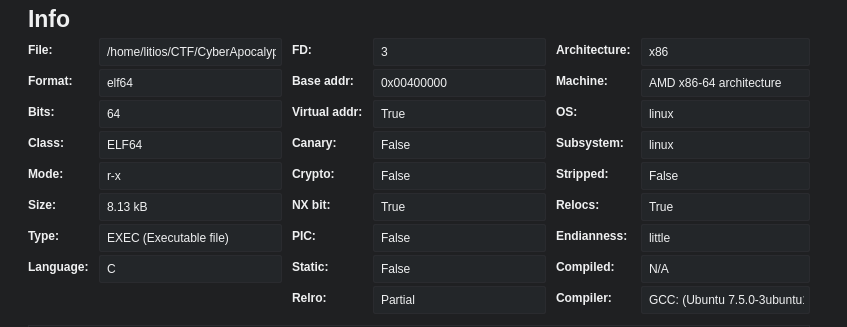 Info
File: /home/litios/CTF/CyberApocalyp FD: 3 Architecture: x86
Format: elf64 Base addr: 0x00400000 Machine: AMD x86-64 architecture
Bits: 64 Virtual addr: True OS: linux
Class: ELF64 Canary: False Subsystem: linux
Mode: r-x Crypto: False Stripped: False
Size: 8.13 kB NX bit: True Relocs: True
Type: EXEC (Executable file) PIC: False Endianness: little
Language: C Static: False Compiled: N/A
Relro: Partial Compiler: GCC: (Ubuntu 7.5.0-3ubuntu1